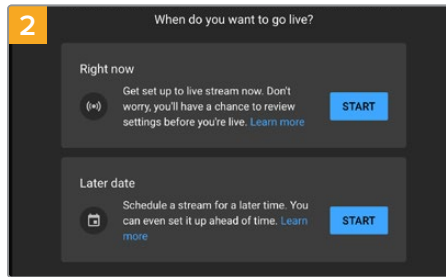 2
When do you want to go live?
Right now
Get set up to live stream now. Don't
worry, you'll have a chance to review
settings before you're live. Learn more
START
Later date
Schedule a stream for a later time. You
can even set it up ahead of time. Learn
more
START